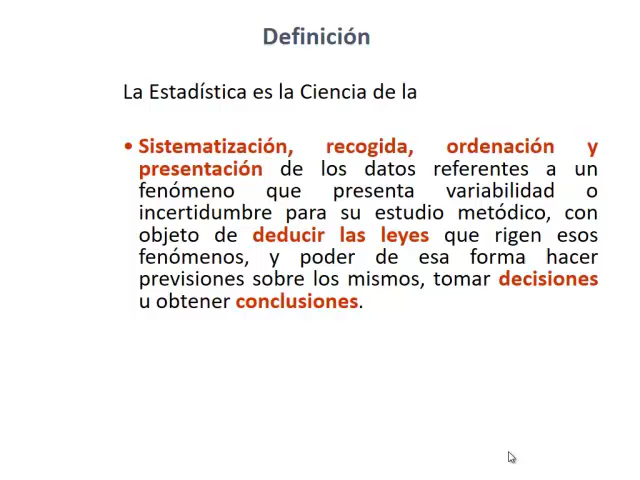 Definición
La Estadística es la Ciencia de la
• Sistematización, recogida, ordenación y
presentación de los datos referentes a un
fenómeno que presenta variabilidad o
incertidumbre para su estudio metódico, con
objeto de deducir las leyes que rigen esos
fenómenos, y poder de esa forma hacer
previsiones sobre los mismos, tomar decisiones
u obtener conclusiones.